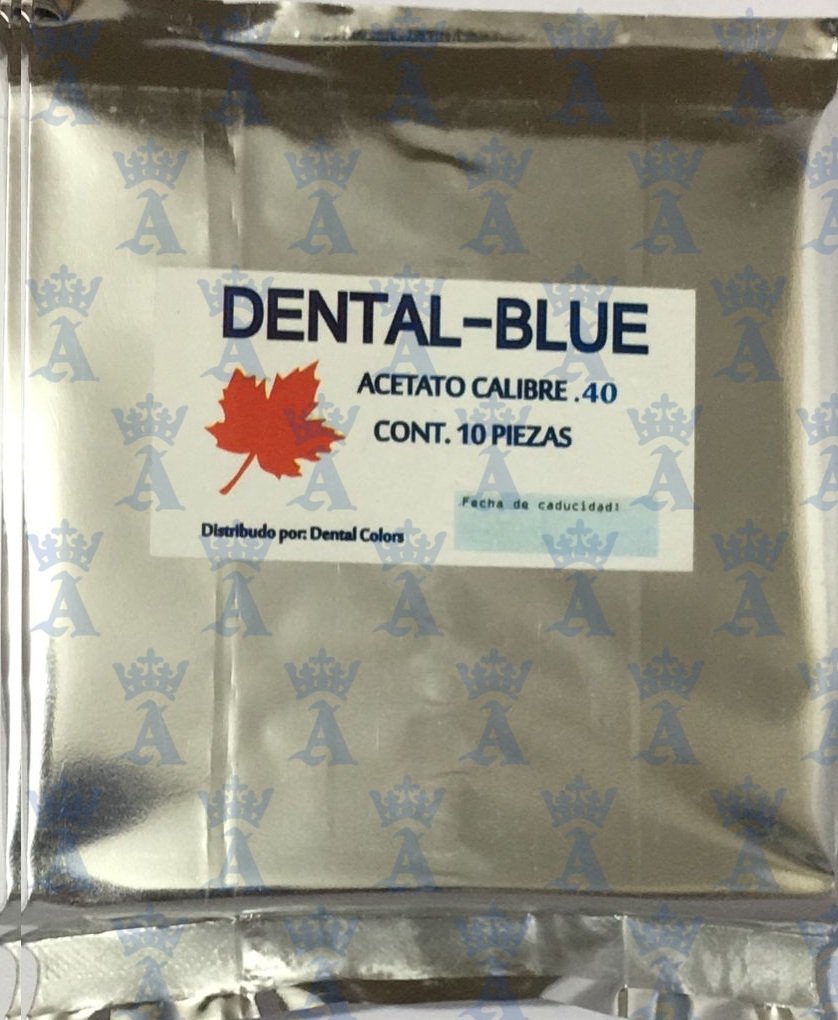 DENTAL-BLUE
ACETATO CALIBRE .40
CONT. 10 PIEZAS
Fecha de caducidad:
Distribudo por: Dental Colors